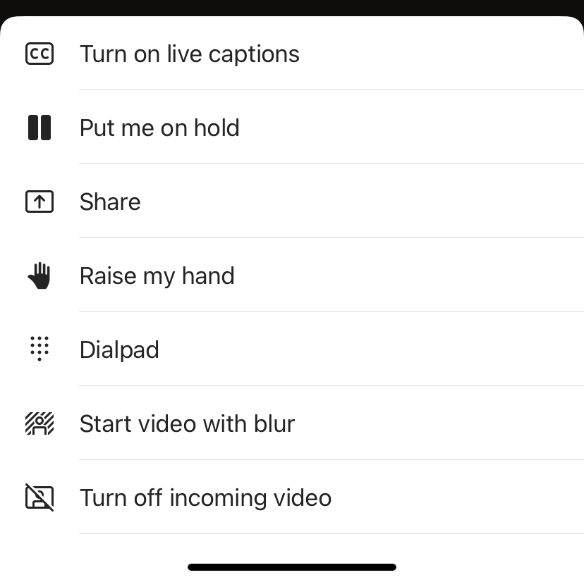 CC
Turn on live captions
Put me on hold
Share
Raise my hand
Dialpad
Start video with blur
Turn off incoming video